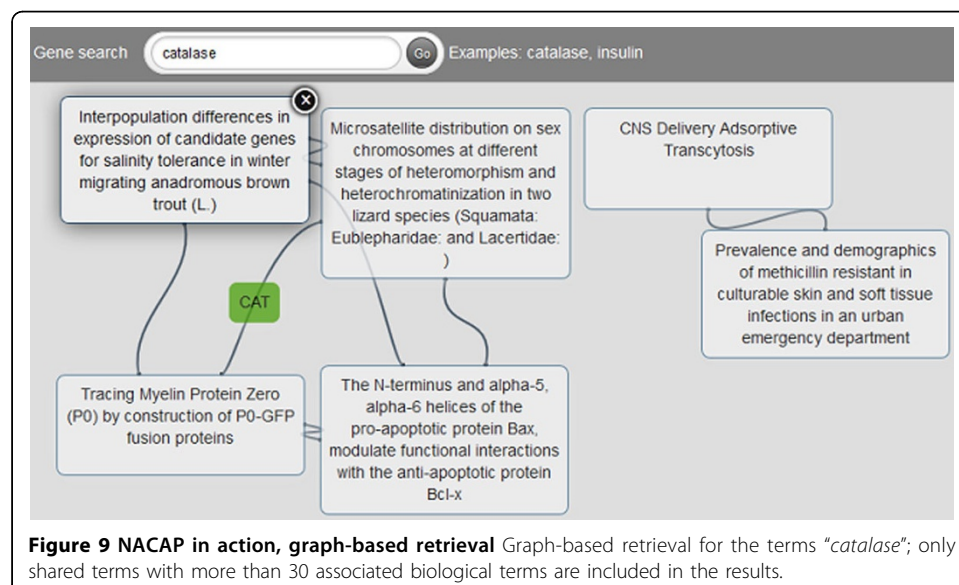 Gene search
catalase
Go
Examples: catalase, insulin
X
Interpopulation differences in
expression of candidate genes
for salinity tolerance in winter
migrating anadromous brown
trout (L.)
Microsatellite distribution on sex
chromosomes at different
stages of heteromorphism and
heterochromatinization in two
lizard species (Squamata:
Eublepharidae: and Lacertidae:
)
CNS Delivery Adsorptive
Transcytosis
Prevalence and demographics
of methicillin resistant in
culturable skin and soft tissue
infections in an urban
emergency department
CAT
Tracing Myelin Protein Zero
(P0) by construction of P0-GFP
fusion proteins
The N-terminus and alpha-5,
alpha-6 helices of the
pro-apoptotic protein Bax,
modulate functional interactions
with the anti-apoptotic protein
Bcl-x
Figure 9 NACAP in action, graph-based retrieval Graph-based retrieval for the terms "catalase"; only
shared terms with more than 30 associated biological terms are included in the results.